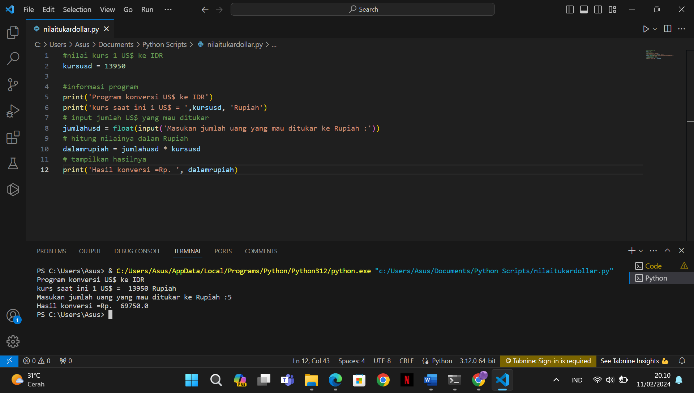 File Edit Selection View Go Run ... Search
nilaitukardollar.py
C: > Users > Asus > Documents > Python Scripts > nilaitukardollar.py > ...
1 #nilai kurs 1 US$ ke IDR
2 kursusd = 13950
3
4 #informasi program
5 print('Program konversi US$ ke IDR')
6 print('kurs saat ini 1 US$ = ',kursusd, 'Rupiah')
7 # input jumlah US$ yang mau ditukar
8 jumlahusd = float(input('Masukan jumlah uang yang mau ditukar ke Rupiah :'))
9 # hitung nilainya dalam Rupiah
10 dalamrupiah = jumlahusd * kursusd
11 # tampilkan hasilnya
12 print('Hasil konversi =Rp. ', dalamrupiah)
PROBLEMS OUTPUT DEBUG CONSOLE TERMINAL PORTS COMMENTS
PS C:\Users\Asus> & C:/Users/Asus/AppData/Local/Programs/Python/Python312/python.exe "c:/Users/Asus/Documents/Python Scripts/nilaitukardollar.py"
Program konversi US$ ke IDR
kurs saat ini 1 US$ =  13950 Rupiah
Masukan jumlah uang yang mau ditukar ke Rupiah :5
Hasil konversi =Rp.  69750.0
PS C:\Users\Asus>
Code
Python
1
0 0 0 Ln 12, Col 43 Spaces: 4 UTF-8 CRLF Python 3.12.0 64-bit Tabnine: Sign-in is required See Tabnine Insights
31°C
Cerah
IND
20.10
11/02/2024